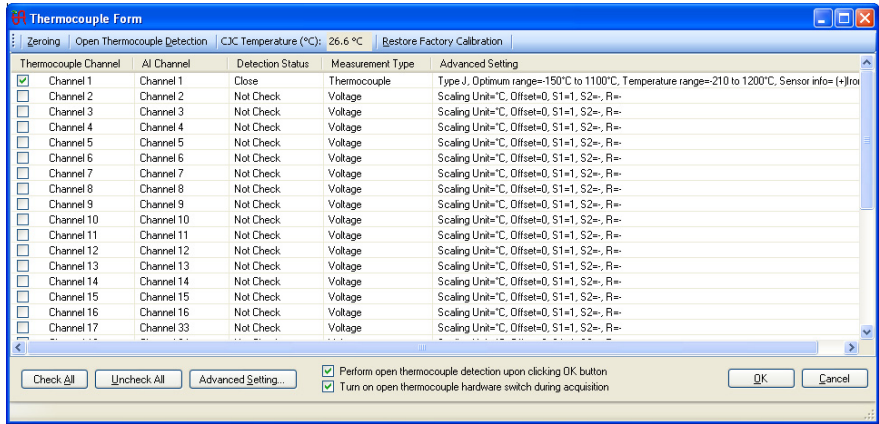 Thermocouple Form
Zeroing Open Thermocouple Detection CJC Temperature (°C): 26.6 °C Restore Factory Calibration
Thermocouple Channel AI Channel Detection Status Measurement Type Advanced Setting
Channel 1 Channel 1 Close Thermocouple Type J, Optimum range=-150°C to 1100°C, Temperature range=-210 to 1200°C, Sensor info= (+)Iro
Channel 2 Channel 2 Not Check Voltage Scaling Unit=°C, Offset=0, S1=1, S2=-, R=-
Channel 3 Channel 3 Not Check Voltage Scaling Unit=°C, Offset=0, S1=1, S2=-, R=-
Channel 4 Channel 4 Not Check Voltage Scaling Unit=°C, Offset=0, S1=1, S2=-, R=-
Channel 5 Channel 5 Not Check Voltage Scaling Unit=°C, Offset=0, S1=1, S2=-, R=-
Channel 6 Channel 6 Not Check Voltage Scaling Unit=°C, Offset=0, S1=1, S2=-, R=-
Channel 7 Channel 7 Not Check Voltage Scaling Unit=°C, Offset=0, S1=1, S2=-, R=-
Channel 8 Channel 8 Not Check Voltage Scaling Unit=°C, Offset=0, S1=1, S2=-, R=-
Channel 9 Channel 9 Not Check Voltage Scaling Unit=°C, Offset=0, S1=1, S2=-, R=-
Channel 10 Channel 10 Not Check Voltage Scaling Unit=°C, Offset=0, S1=1, S2=-, R=-
Channel 11 Channel 11 Not Check Voltage Scaling Unit=°C, Offset=0, S1=1, S2=-, R=-
Channel 12 Channel 12 Not Check Voltage Scaling Unit=°C, Offset=0, S1=1, S2=-, R=-
Channel 13 Channel 13 Not Check Voltage Scaling Unit=°C, Offset=0, S1=1, S2=-, R=-
Channel 14 Channel 14 Not Check Voltage Scaling Unit=°C, Offset=0, S1=1, S2=-, R=-
Channel 15 Channel 15 Not Check Voltage Scaling Unit=°C, Offset=0, S1=1, S2=-, R=-
Channel 16 Channel 16 Not Check Voltage Scaling Unit=°C, Offset=0, S1=1, S2=-, R=-
Channel 17 Channel 33 Not Check Voltage Scaling Unit=°C, Offset=0, S1=1, S2=-, R=-
Check All Uncheck All Advanced Setting... Perform open thermocouple detection upon clicking OK button OK Cancel
Turn on open thermocouple hardware switch during acquisition